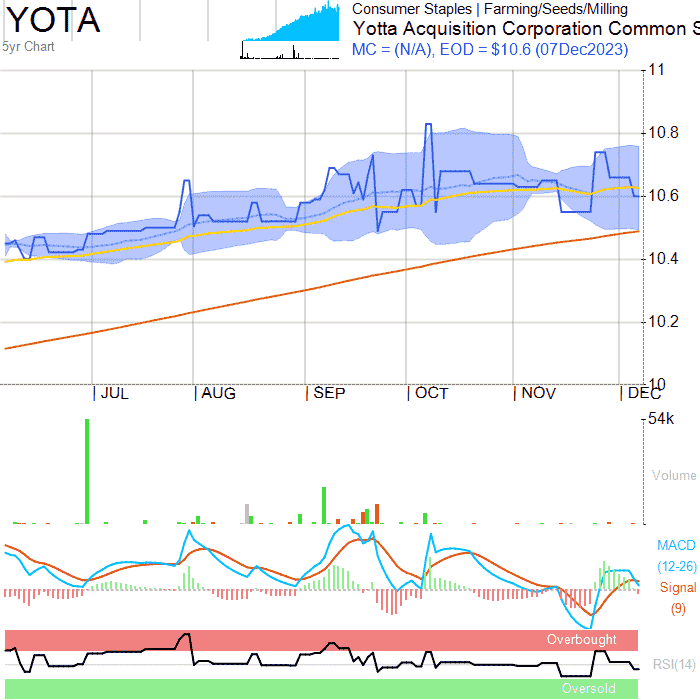 YOTA
5yr Chart
Consumer Staples | Farming/Seeds/Milling
Yotta Acquisition Corporation Common S
MC = (N/A), EOD = $10.6 (07Dec2023)
11
10.8
10.6
10.4
10.2
10
JUL AUG SEP OCT NOV DEC
54k
Volume
MACD
(12-26)
Signal
(9)
Overbought
RSI(14)
Oversold